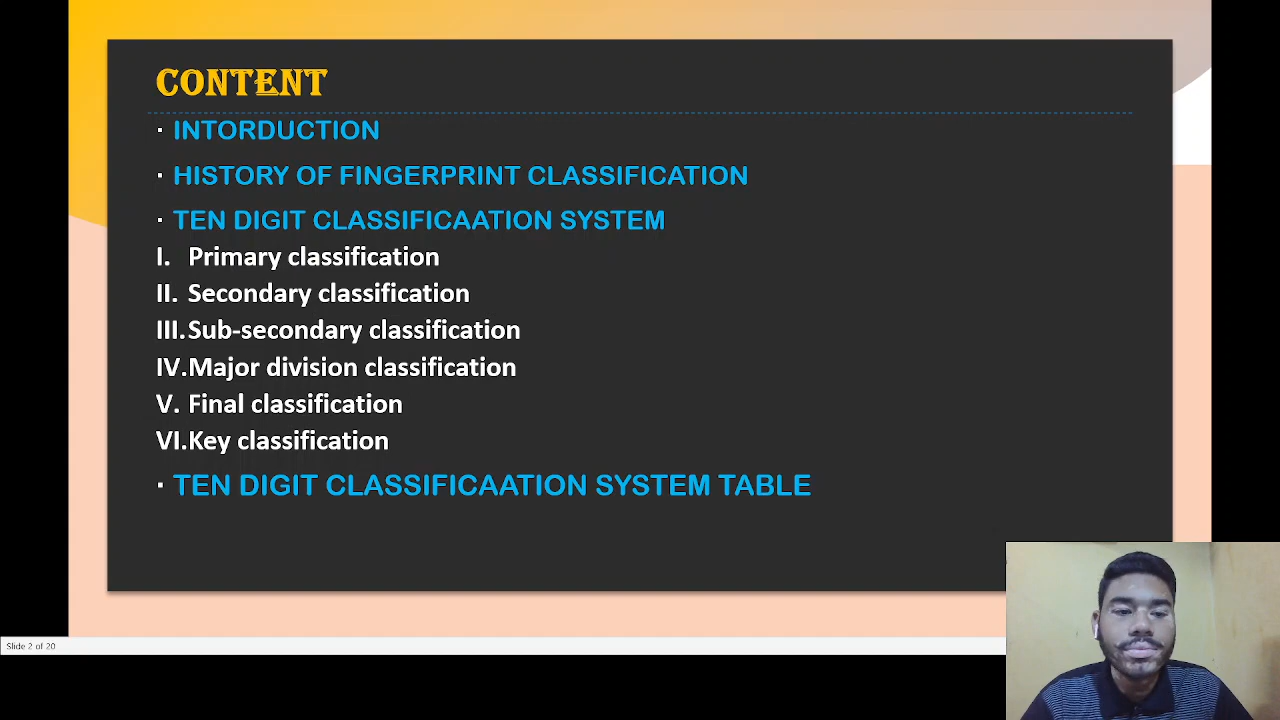 CONTENT
· INTORDUCTION
· HISTORY OF FINGERPRINT CLASSIFICATION
· TEN DIGIT CLASSIFICAATION SYSTEM
I. Primary classification
II. Secondary classification
III. Sub-secondary classification
IV. Major division classification
V. Final classification
VI. Key classification
· TEN DIGIT CLASSIFICAATION SYSTEM TABLE
Slide 2 of 20